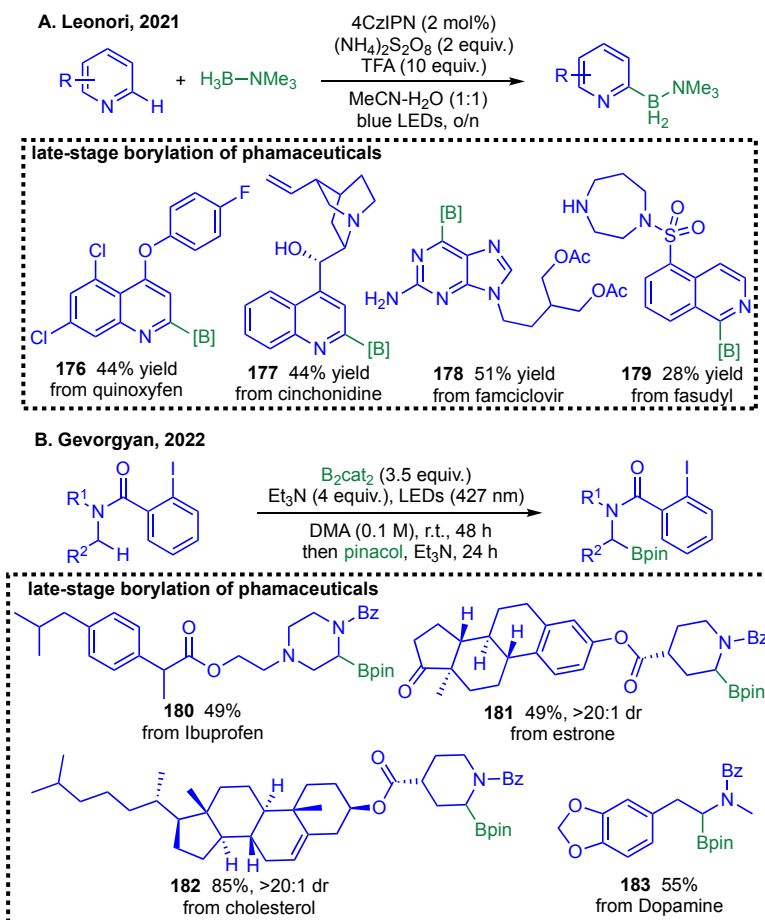 A. Leonori, 2021
R
N
H
+
H3B–NMe3
4CzIPN (2 mol%)
(NH4)2S2O8 (2 equiv.)
TFA (10 equiv.)
MeCN-H2O (1:1)
blue LEDs, o/n
R
N
B
H2
NMe3
late-stage borylation of phamaceuticals
F
O
Cl
Cl
N
[B]
176 44% yield
from quinoxyfen
N
HO
N
[B]
177 44% yield
from cinchonidine
[B]
N
N
H2N
N
N
OAc
OAc
178 51% yield
from famciclovir
HN
N
O
S
O
N
[B]
179 28% yield
from fasudyl
B. Gevorgyan, 2022
O
I
R1
N
R2
H
B2cat2 (3.5 equiv.)
Et3N (4 equiv.), LEDs (427 nm)
DMA (0.1 M), r.t., 48 h
then pinacol, Et3N, 24 h
O
I
R1
N
R2
Bpin
late-stage borylation of phamaceuticals
O
O
N
N
Bz
Bpin
180 49%
from Ibuprofen
H
H
H
O
O
O
N
Bz
Bpin
181 49%, >20:1 dr
from estrone
H
H
H
O
O
N
Bz
Bpin
182 85%, >20:1 dr
from cholesterol
O
O
Bz
N
Bpin
183 55%
from Dopamine